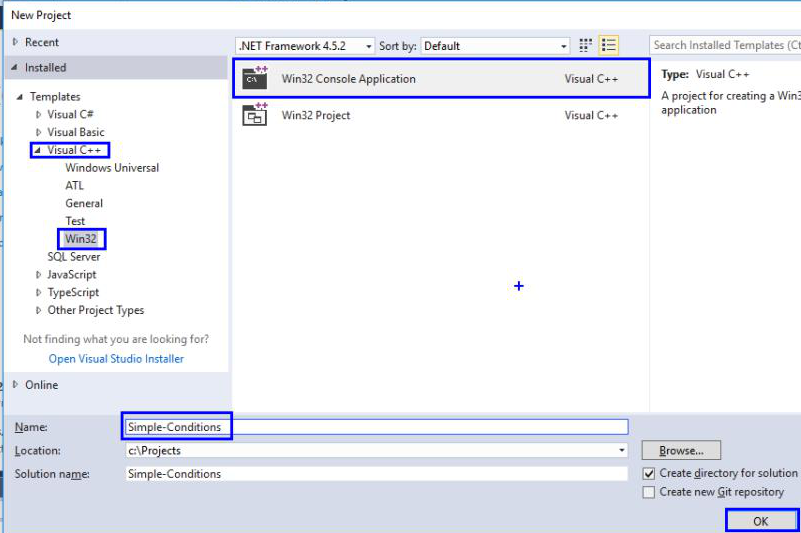 New Project
Recent
.NET Framework 4.5.2 Sort by: Default
Search Installed Templates
Installed
Win32 Console Application Visual C++
Type: Visual C++
A project for creating a
application
Templates
Visual C#
Win32 Project Visual C++
Visual Basic
Visual C++
Windows Universal
ATL
General
Test
Win32
SQL Server
JavaScript
TypeScript
Other Project Types
Not finding what you are looking for?
Open Visual Studio Installer
Online
Name: Simple-Conditions
Location: c:\Projects
Browse...
Solution name: Simple-Conditions
Create directory for solution
Create new Git repository
OK